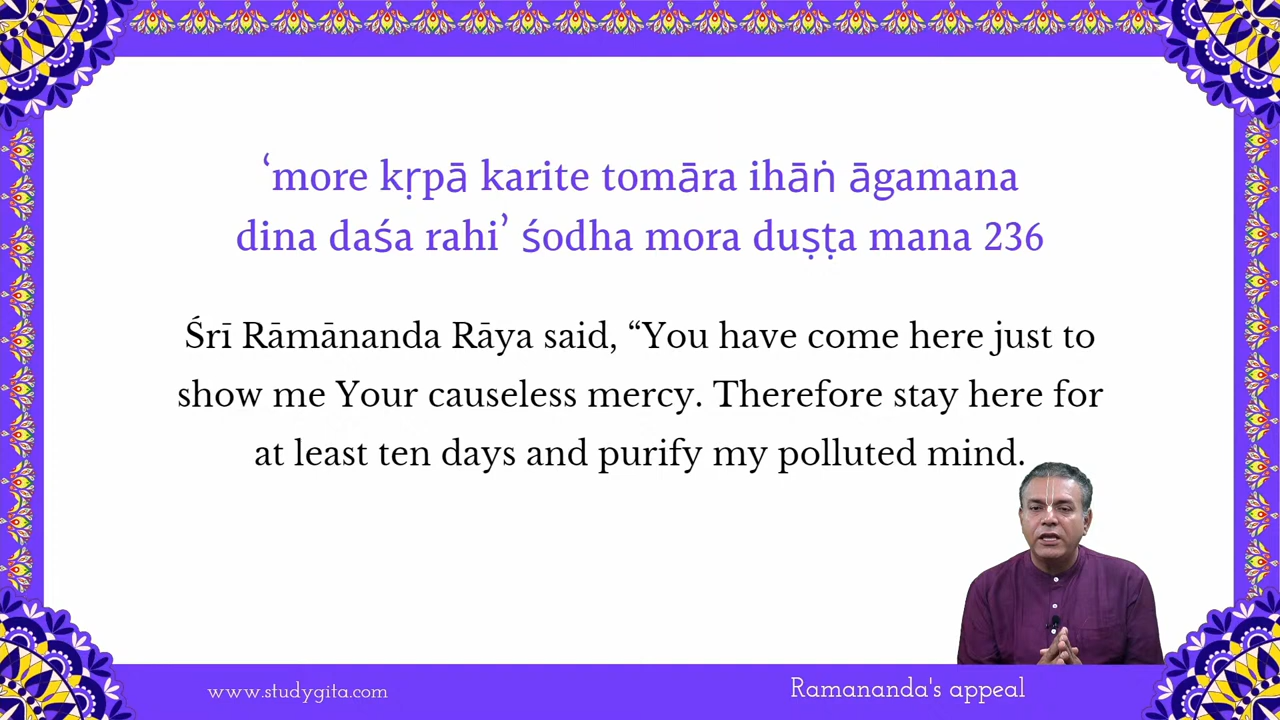 ‘more kṛpā karite tomāra ihāṅ āgamana
dina daśa rahi’ śodha mora duṣṭa mana 236
Śrī Rāmānanda Rāya said, “You have come here just to
show me Your causeless mercy. Therefore stay here for
at least ten days and purify my polluted mind.
www.studygita.com
Ramananda's appeal